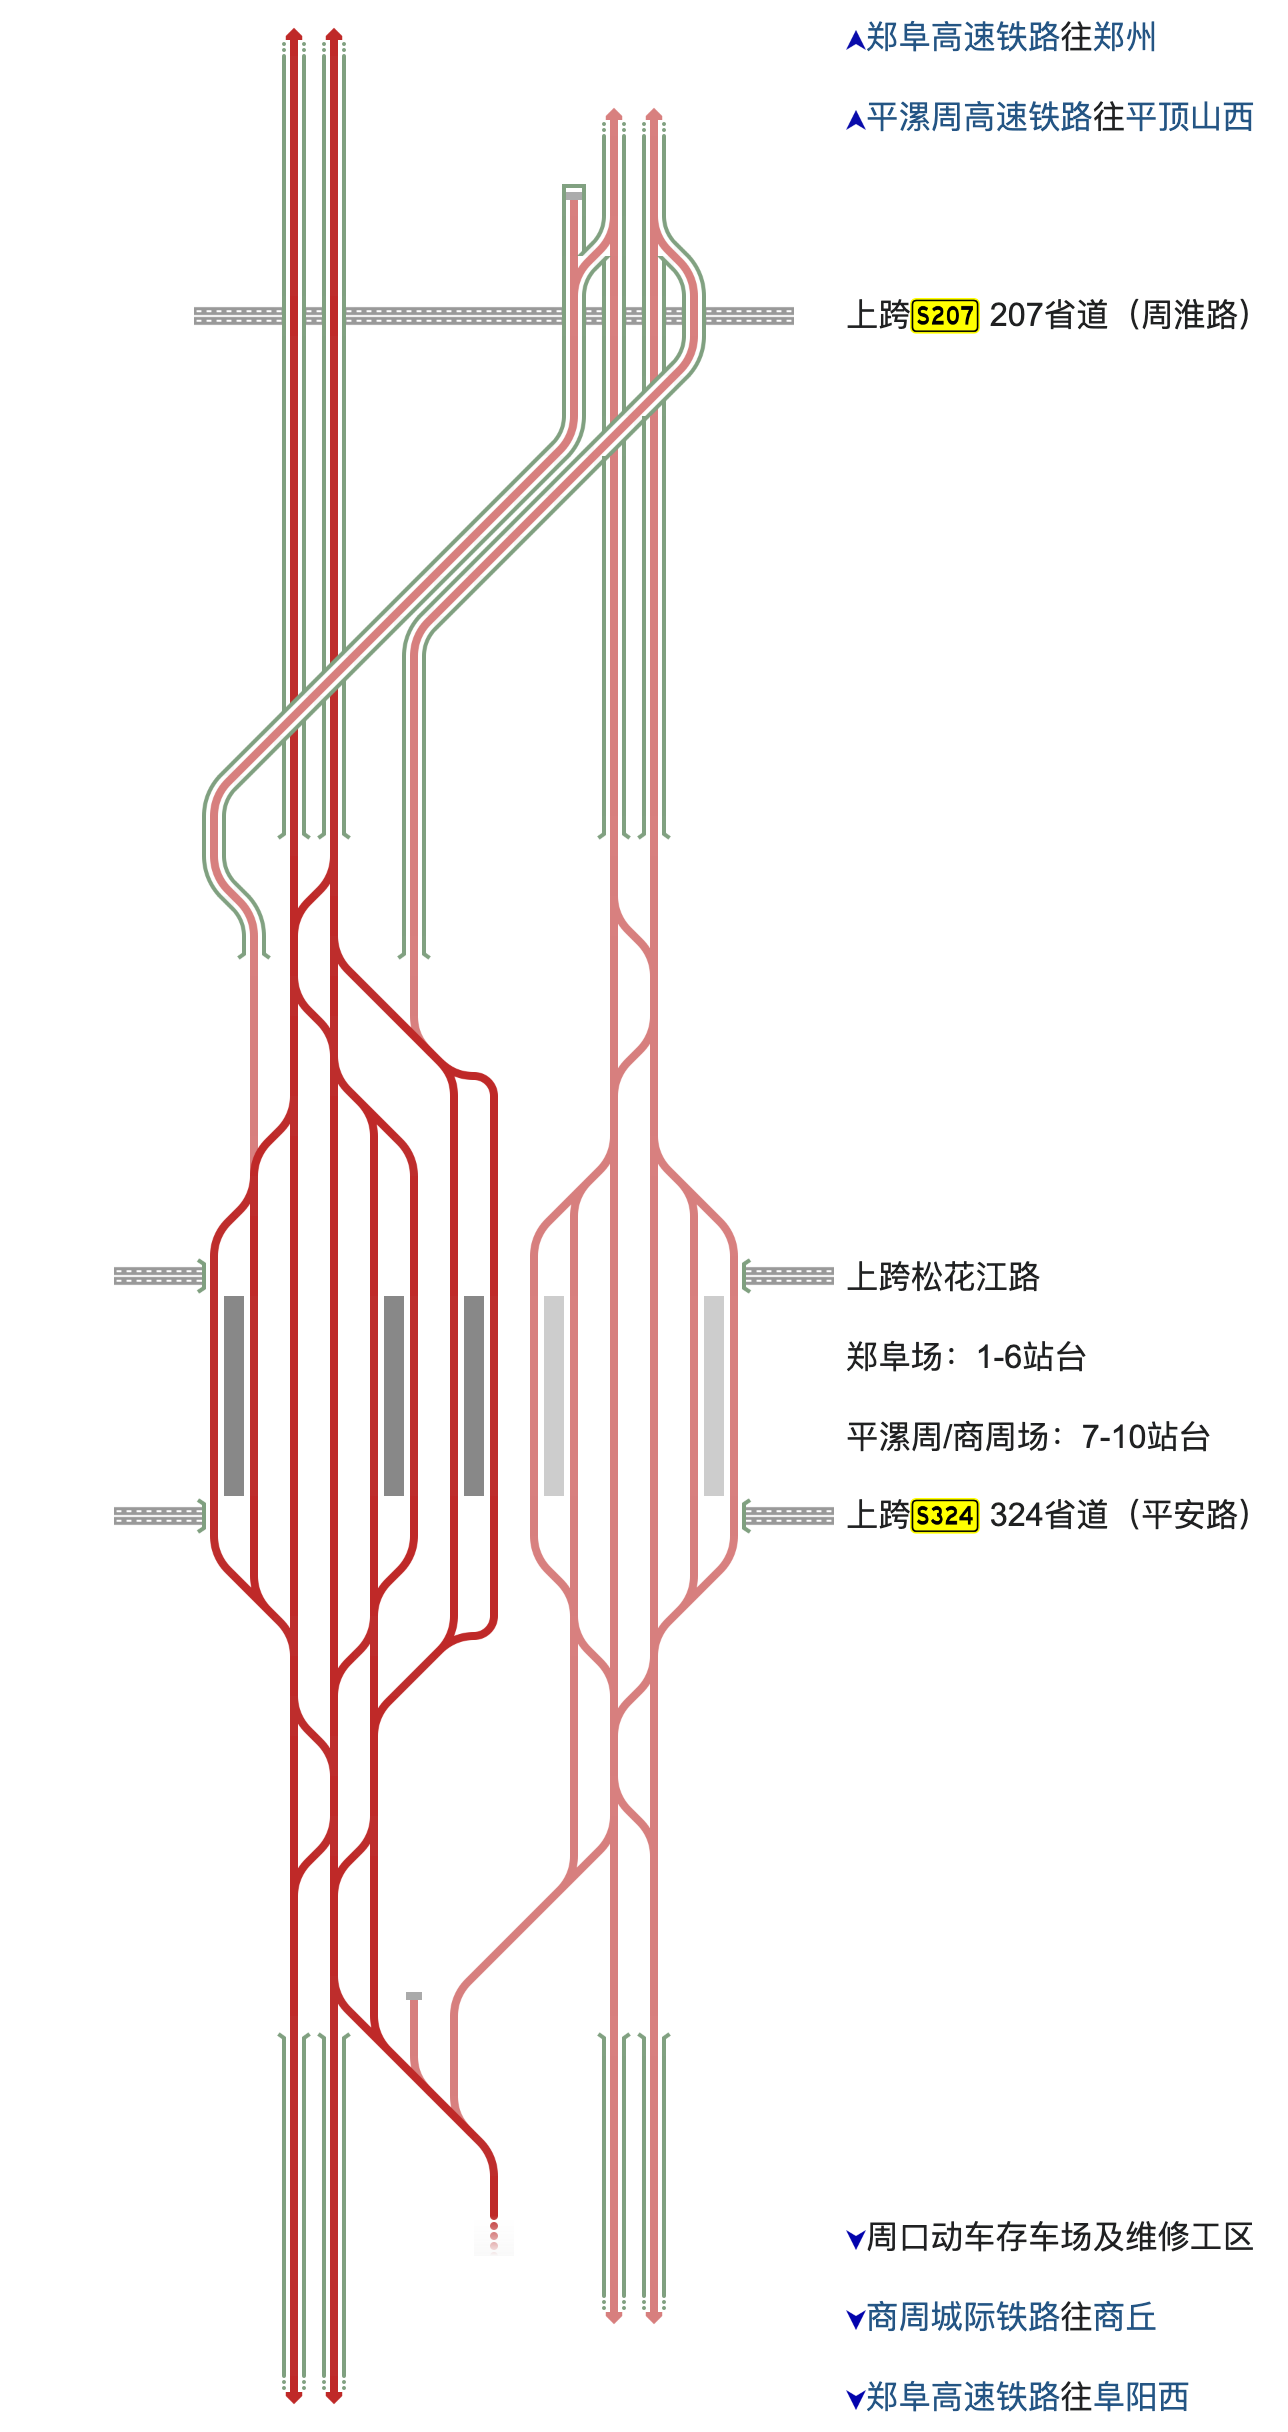 郑阜高速铁路往郑州
平漯周高速铁路往平顶山西
上跨S207 207省道（周淮路）
上跨松花江路
郑阜场：1-6站台
平漯周/商周场：7-10站台
上跨S324 324省道（平安路）
周口动车存车场及维修工区
商周城际铁路往商丘
郑阜高速铁路往阜阳西